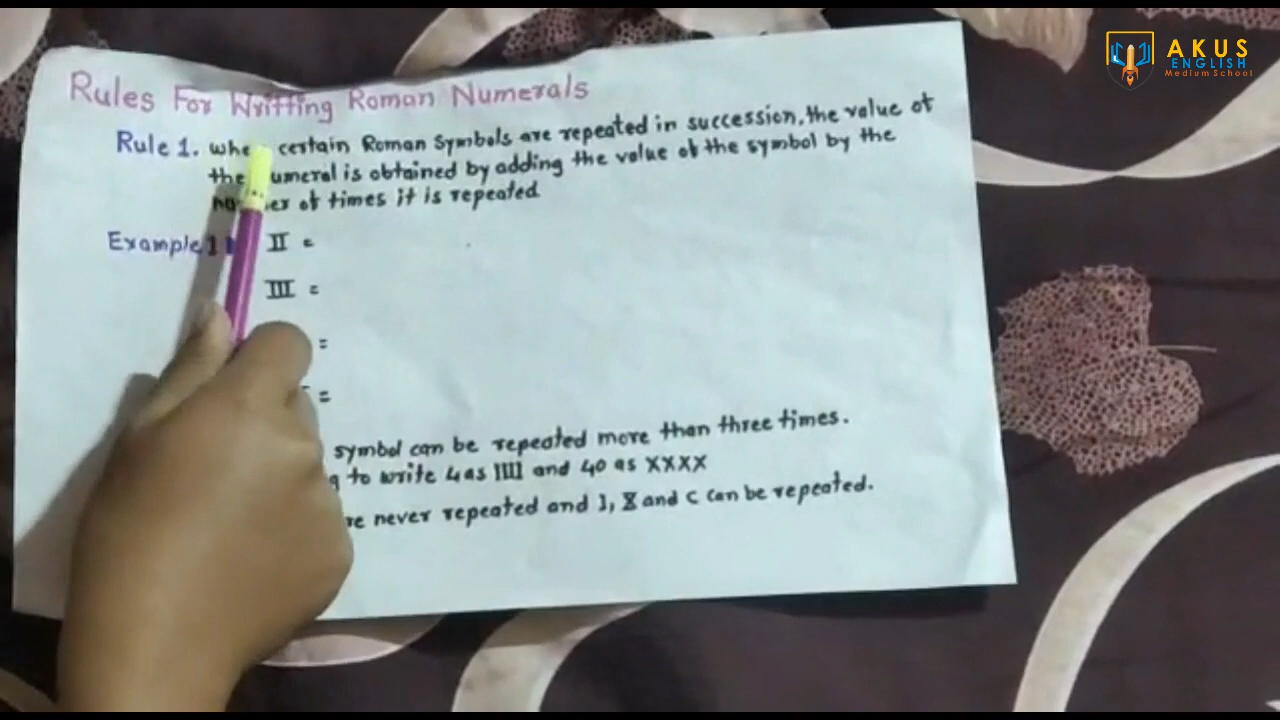 AKUS
ENGLISH
Medium School
Rules For Writting Roman Numerals
Rule 1. when certain Roman Symbols are repeated in succession, the value of
the numeral is obtained by adding the value of the symbol by the
of times it is repeated
Example II =
III =
=
=
symbol can be repeated more than three times.
to write 4 as IIII and 40 as XXXX
never repeated and I, X and C can be repeated.